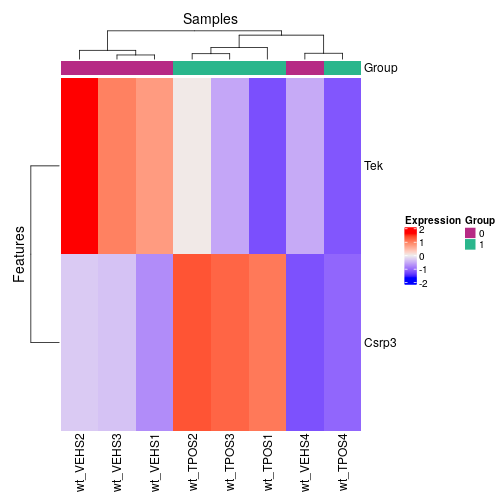 Samples
Group
Tek
Features
Csrp3
Expression
2
1
0
-1
-2
Group
0
1
wt_VEHS2
wt_VEHS3
wt_VEHS1
wt_TPOS2
wt_TPOS3
wt_TPOS1
wt_VEHS4
wt_TPOS4